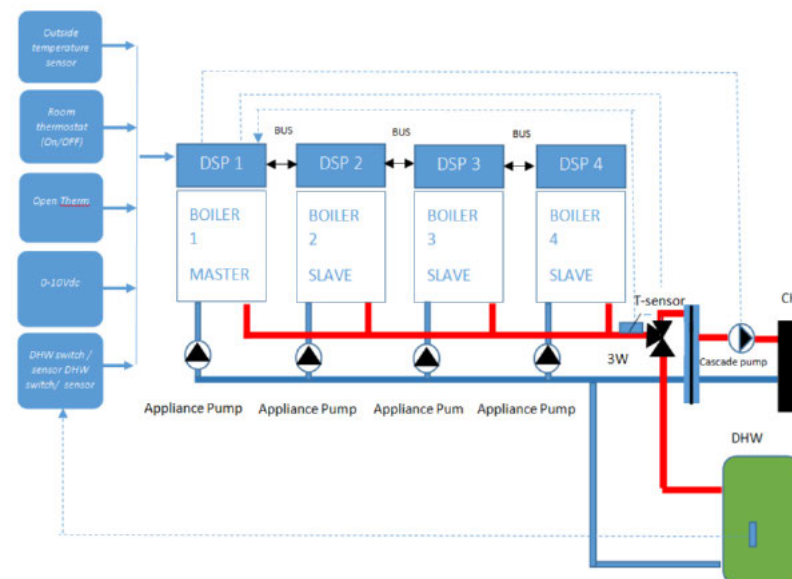 Outside
temperature
sensor
Room
thermostat
(On/OFF)
Open Therm
0-10Vdc
DHW switch /
sensor DHW
switch/ sensor
DSP 1
BUS
DSP 2
BUS
DSP 3
BUS
DSP 4
BOILER
1
MASTER
BOILER
2
SLAVE
BOILER
3
SLAVE
BOILER
4
SLAVE
T-sensor
3W
Cascade pump
Appliance Pump
Appliance Pump
Appliance Pum
Appliance Pump
DHW